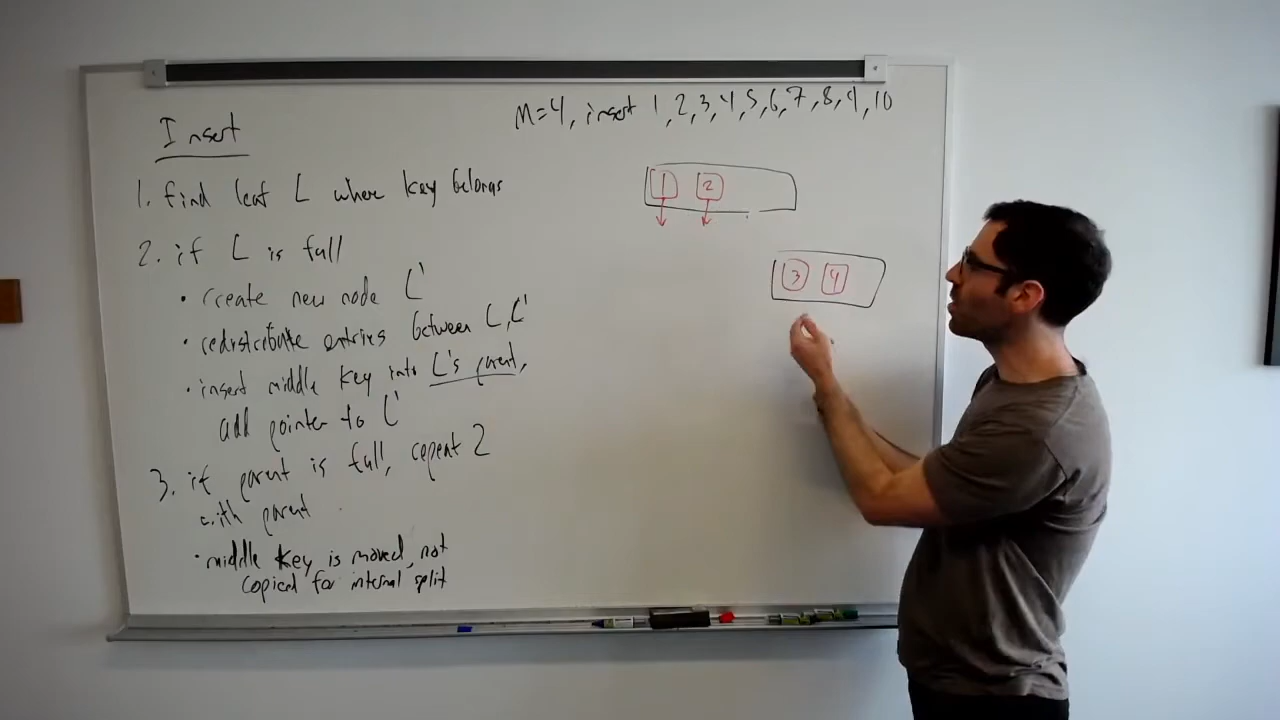 Insert
M=4, insert 1,2,3,4,5,6,7,8,9,10
1. find leaf L where key belongs
2. if L is full
• create new node L'
• redistribute entries between L, L'
• insert middle key into L's parent,
add pointer to L'
3. if parent is full, repeat 2
with parent
• middle key is moved, not
copied for internal split
1 2
3 4